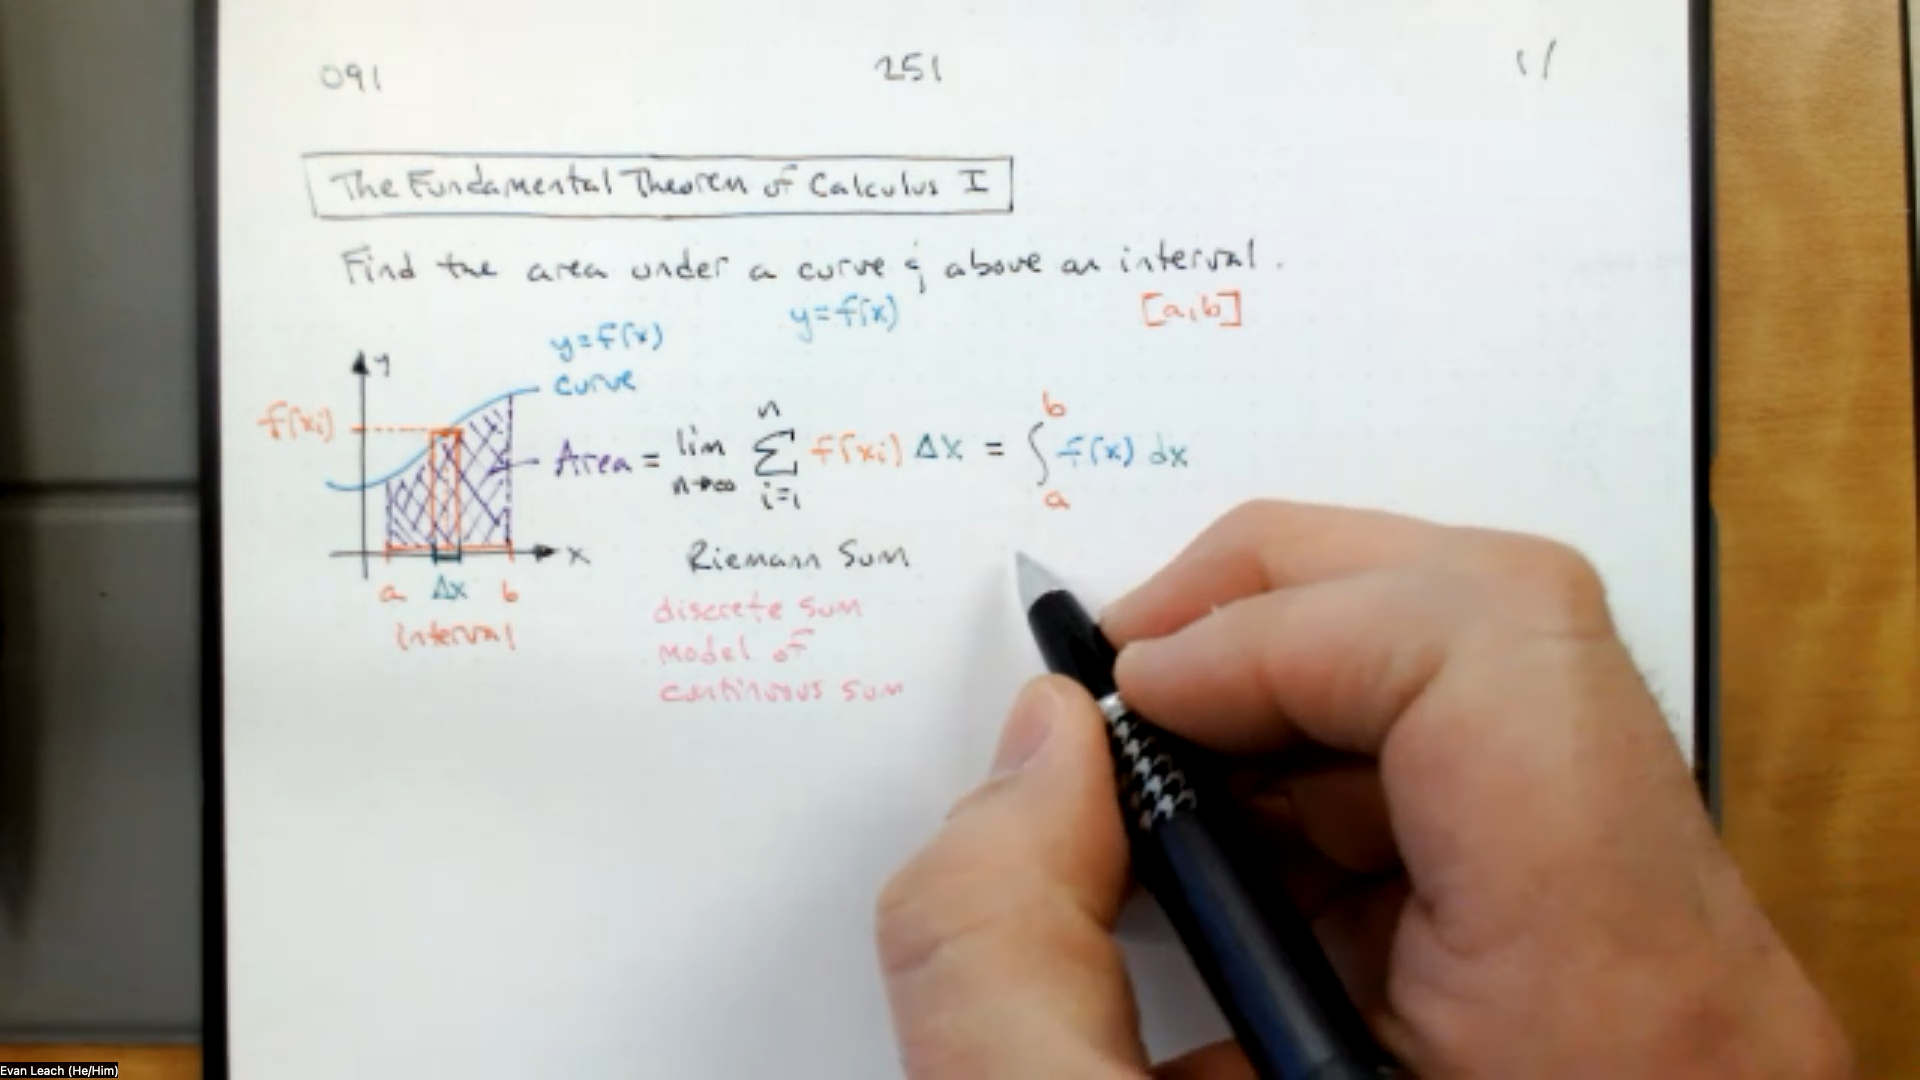 091 251 1/
The Fundamental Theorem of Calculus I
Find the area under a curve & above an interval.
y=f(x) [a,b]
y=f(x)
curve
y
f(xi)
Area = lim n→∞ n Σ i=1 f(xi) Δx = ∫ b a f(x) dx
x
a Δx b
interval
Riemann Sum
discrete sum
model of
continuous sum
Evan Leach (He/Him)